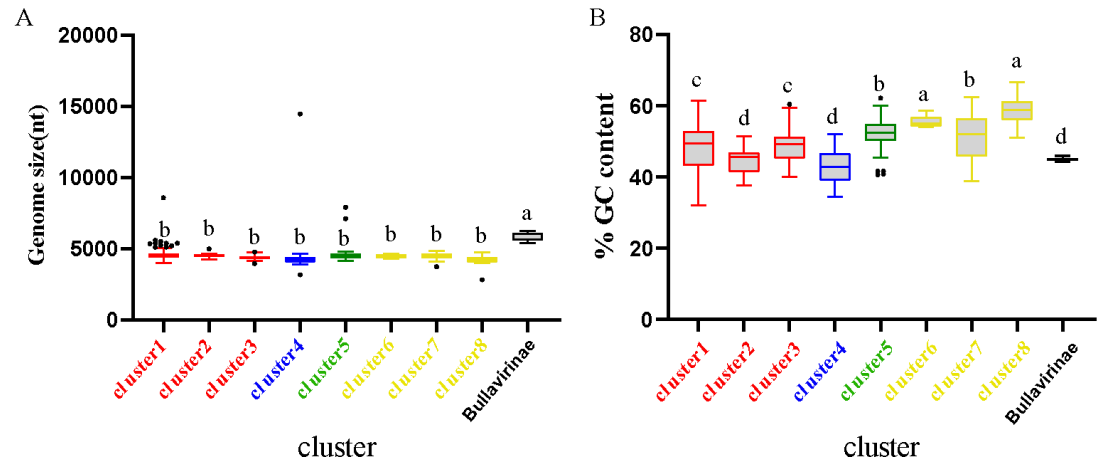 A
Genome size(nt)
20000
15000
10000
5000
0
b b b b b b b b a
cluster1 cluster2 cluster3 cluster4 cluster5 cluster6 cluster7 cluster8 Bullavirinae
cluster
B
% GC content
80
60
40
20
0
c d c d b a b a d
cluster1 cluster2 cluster3 cluster4 cluster5 cluster6 cluster7 cluster8 Bullavirinae
cluster